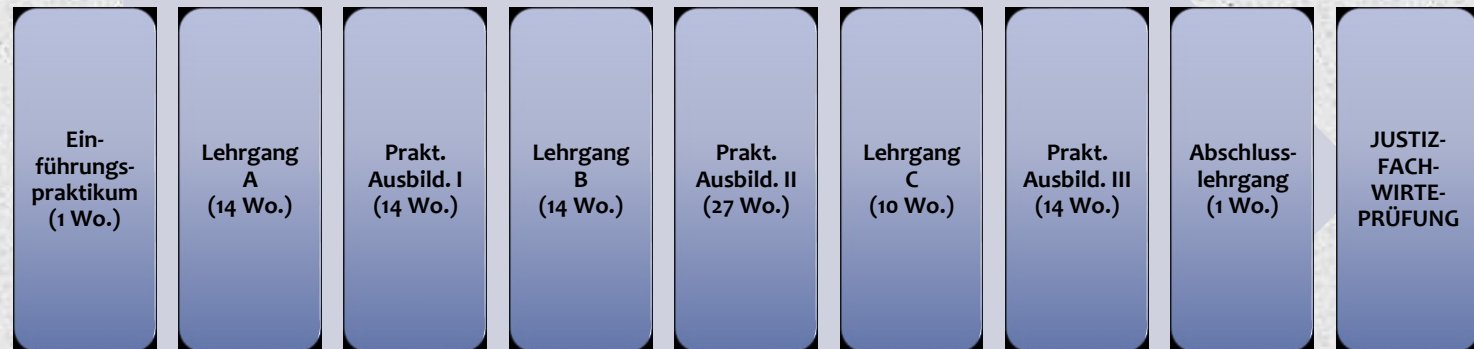 Ein-
führungs-
praktikum
(1 Wo.)
Lehrgang
A
(14 Wo.)
Prakt.
Ausbild. I
(14 Wo.)
Lehrgang
B
(14 Wo.)
Prakt.
Ausbild. II
(27 Wo.)
Lehrgang
C
(10 Wo.)
Prakt.
Ausbild. III
(14 Wo.)
Abschluss-
lehrgang
(1 Wo.)
JUSTIZ-
FACH-
WIRTE-
PRÜFUNG